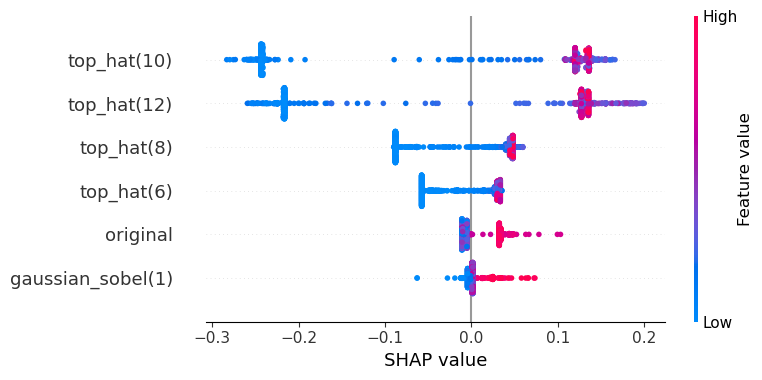 High
top_hat(10)
top_hat(12)
top_hat(8)
top_hat(6)
original
gaussian_sobel(1)
Feature value
Low
−0.3 −0.2 −0.1 0.0 0.1 0.2
SHAP value